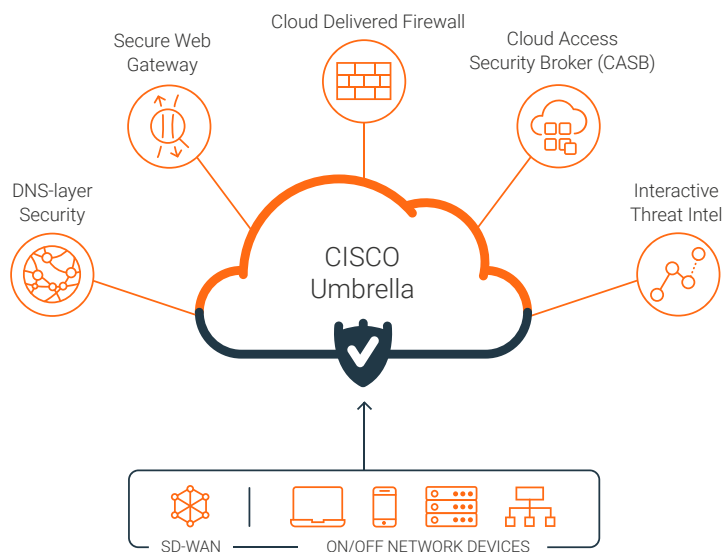 Cloud Delivered Firewall
Secure Web
Gateway
Cloud Access
Security Broker (CASB)
DNS-layer
Security
Interactive
Threat Intel
CISCO
Umbrella
SD-WAN
ON/OFF NETWORK DEVICES